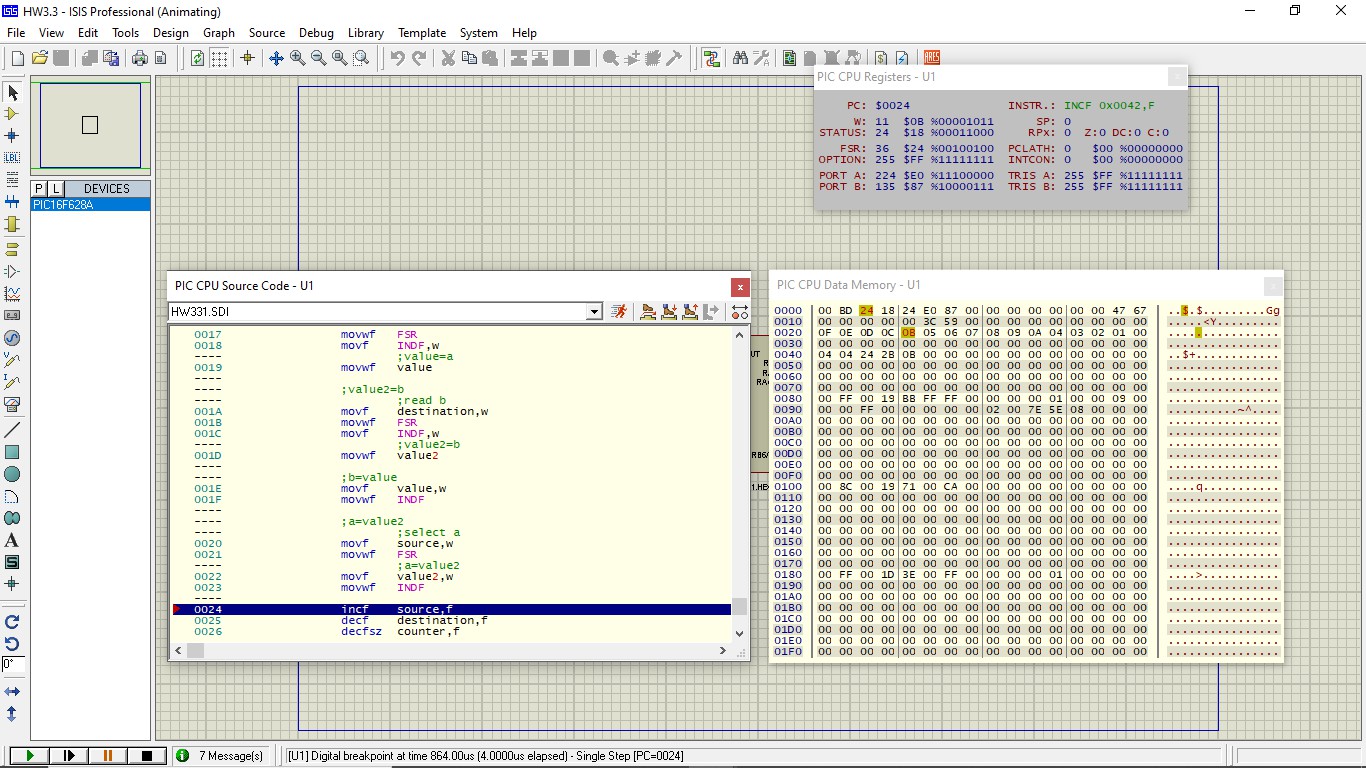 HW3.3 - ISIS Professional (Animating)
File View Edit Tools Design Graph Source Debug Library Template System Help
LBL
ARES
PIC CPU Registers - U1
PC: $0024 INSTR.: INCF 0x0042,F
W: 11 $0B %00001011 SP: 0
STATUS: 24 $18 %00011000 RPx: 0 Z:0 DC:0 C:0
FSR: 36 $24 %00100100 PCLATH: 0 $00 %00000000
OPTION: 255 $FF %11111111 INTCON: 0 $00 %00000000
PORT A: 224 $E0 %11100000 TRIS A: 255 $FF %11111111
PORT B: 135 $87 %10000111 TRIS B: 255 $FF %11111111
P L DEVICES
PIC16F628A
PIC CPU Source Code - U1
HW331.SDI
0017 movwf FSR
0018 movf INDF,w
---- ;value=a
0019 movwf value
----
---- ;value2=b
---- ;read b
001A movf destination,w
001B movwf FSR
001C movf INDF,w
---- ;value2=b
001D movwf value2
----
---- ;b=value
001E movf value,w
001F movwf INDF
----
---- ;a=value2
---- ;select a
0020 movf source,w
0021 movwf FSR
---- ;a=value2
0022 movf value2,w
0023 movwf INDF
----
0024 incf source,f
0025 decf destination,f
0026 decfsz counter,f
PIC CPU Data Memory - U1
0000 00 BD 24 18 24 E0 87 00 00 00 00 00 00 00 47 67 ..$.$.........Gg
0010 00 00 00 00 00 3C 59 00 00 00 00 00 00 00 00 00 .....<Y.........
0020 0F 0E 0D 0C 0B 05 06 07 08 09 0A 04 03 02 01 00 ................
0030 00 00 00 00 00 00 00 00 00 00 00 00 00 00 00 00 ................
0040 04 04 24 2B 0B 00 00 00 00 00 00 00 00 00 00 00 ..$+............
0050 00 00 00 00 00 00 00 00 00 00 00 00 00 00 00 00 ................
0060 00 00 00 00 00 00 00 00 00 00 00 00 00 00 00 00 ................
0070 00 00 00 00 00 00 00 00 00 00 00 00 00 00 00 00 ................
0080 00 FF 00 19 BB FF FF 00 00 00 00 01 00 00 09 00 ................
0090 00 00 FF 00 00 00 00 00 02 00 7E 5E 08 00 00 00 ..........~^....
00A0 00 00 00 00 00 00 00 00 00 00 00 00 00 00 00 00 ................
00B0 00 00 00 00 00 00 00 00 00 00 00 00 00 00 00 00 ................
00C0 00 00 00 00 00 00 00 00 00 00 00 00 00 00 00 00 ................
00D0 00 00 00 00 00 00 00 00 00 00 00 00 00 00 00 00 ................
00E0 00 00 00 00 00 00 00 00 00 00 00 00 00 00 00 00 ................
00F0 00 00 00 00 00 00 00 00 00 00 00 00 00 00 00 00 ................
0100 00 8C 00 19 71 00 CA 00 00 00 00 00 00 00 00 00 ....q...........
0110 00 00 00 00 00 00 00 00 00 00 00 00 00 00 00 00 ................
0120 00 00 00 00 00 00 00 00 00 00 00 00 00 00 00 00 ................
0130 00 00 00 00 00 00 00 00 00 00 00 00 00 00 00 00 ................
0140 00 00 00 00 00 00 00 00 00 00 00 00 00 00 00 00 ................
0150 00 00 00 00 00 00 00 00 00 00 00 00 00 00 00 00 ................
0160 00 00 00 00 00 00 00 00 00 00 00 00 00 00 00 00 ................
0170 00 00 00 00 00 00 00 00 00 00 00 00 00 00 00 00 ................
0180 00 FF 00 1D 3E 00 FF 00 00 00 00 01 00 00 00 00 ....>...........
0190 00 00 00 00 00 00 00 00 00 00 00 00 00 00 00 00 ................
01A0 00 00 00 00 00 00 00 00 00 00 00 00 00 00 00 00 ................
01B0 00 00 00 00 00 00 00 00 00 00 00 00 00 00 00 00 ................
01C0 00 00 00 00 00 00 00 00 00 00 00 00 00 00 00 00 ................
01D0 00 00 00 00 00 00 00 00 00 00 00 00 00 00 00 00 ................
01E0 00 00 00 00 00 00 00 00 00 00 00 00 00 00 00 00 ................
01F0 00 00 00 00 00 00 00 00 00 00 00 00 00 00 00 00 ................
A
S
0°
7 Message(s)
[U1] Digital breakpoint at time 864.00us (4.0000us elapsed) - Single Step [PC=0024]